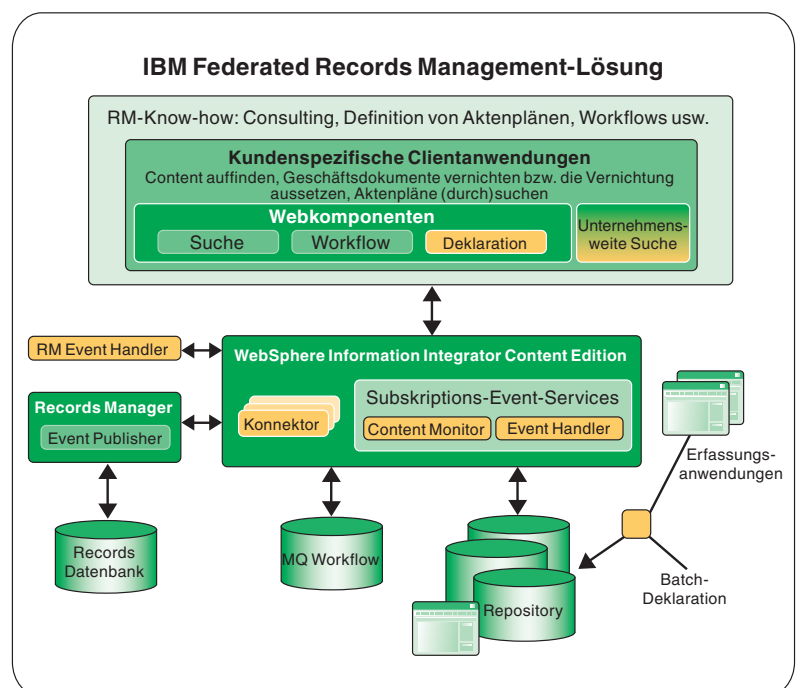 IBM Federated Records Management-Lösung
RM-Know-how: Consulting, Definition von Aktenplänen, Workflows usw.
Kundenspezifische Clientanwendungen
Content auffinden, Geschäftsdokumente vernichten bzw. die Vernichtung
aussetzen, Aktenpläne (durch)suchen
Webkomponenten
Suche
Workflow
Deklaration
Unternehmens-
weite Suche
RM Event Handler
WebSphere Information Integrator Content Edition
Records Manager
Event Publisher
Konnektor
Subskriptions-Event-Services
Content Monitor
Event Handler
Erfassungs-
anwendungen
Records
Datenbank
MQ Workflow
Repository
Batch-
Deklaration